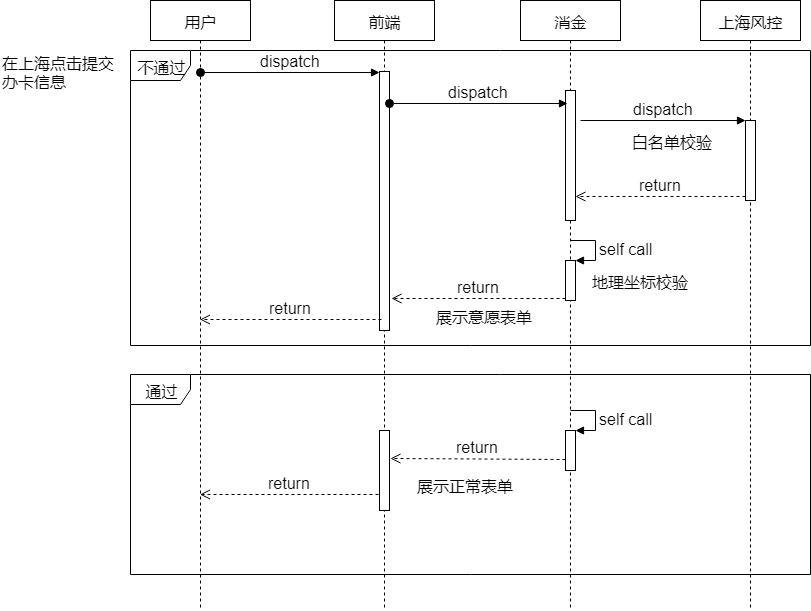 用户
前端
消金
上海风控
在上海点击提交
办卡信息
不通过
dispatch
dispatch
dispatch
白名单校验
return
self call
地理坐标校验
return
展示意愿表单
return
通过
self call
return
展示正常表单
return